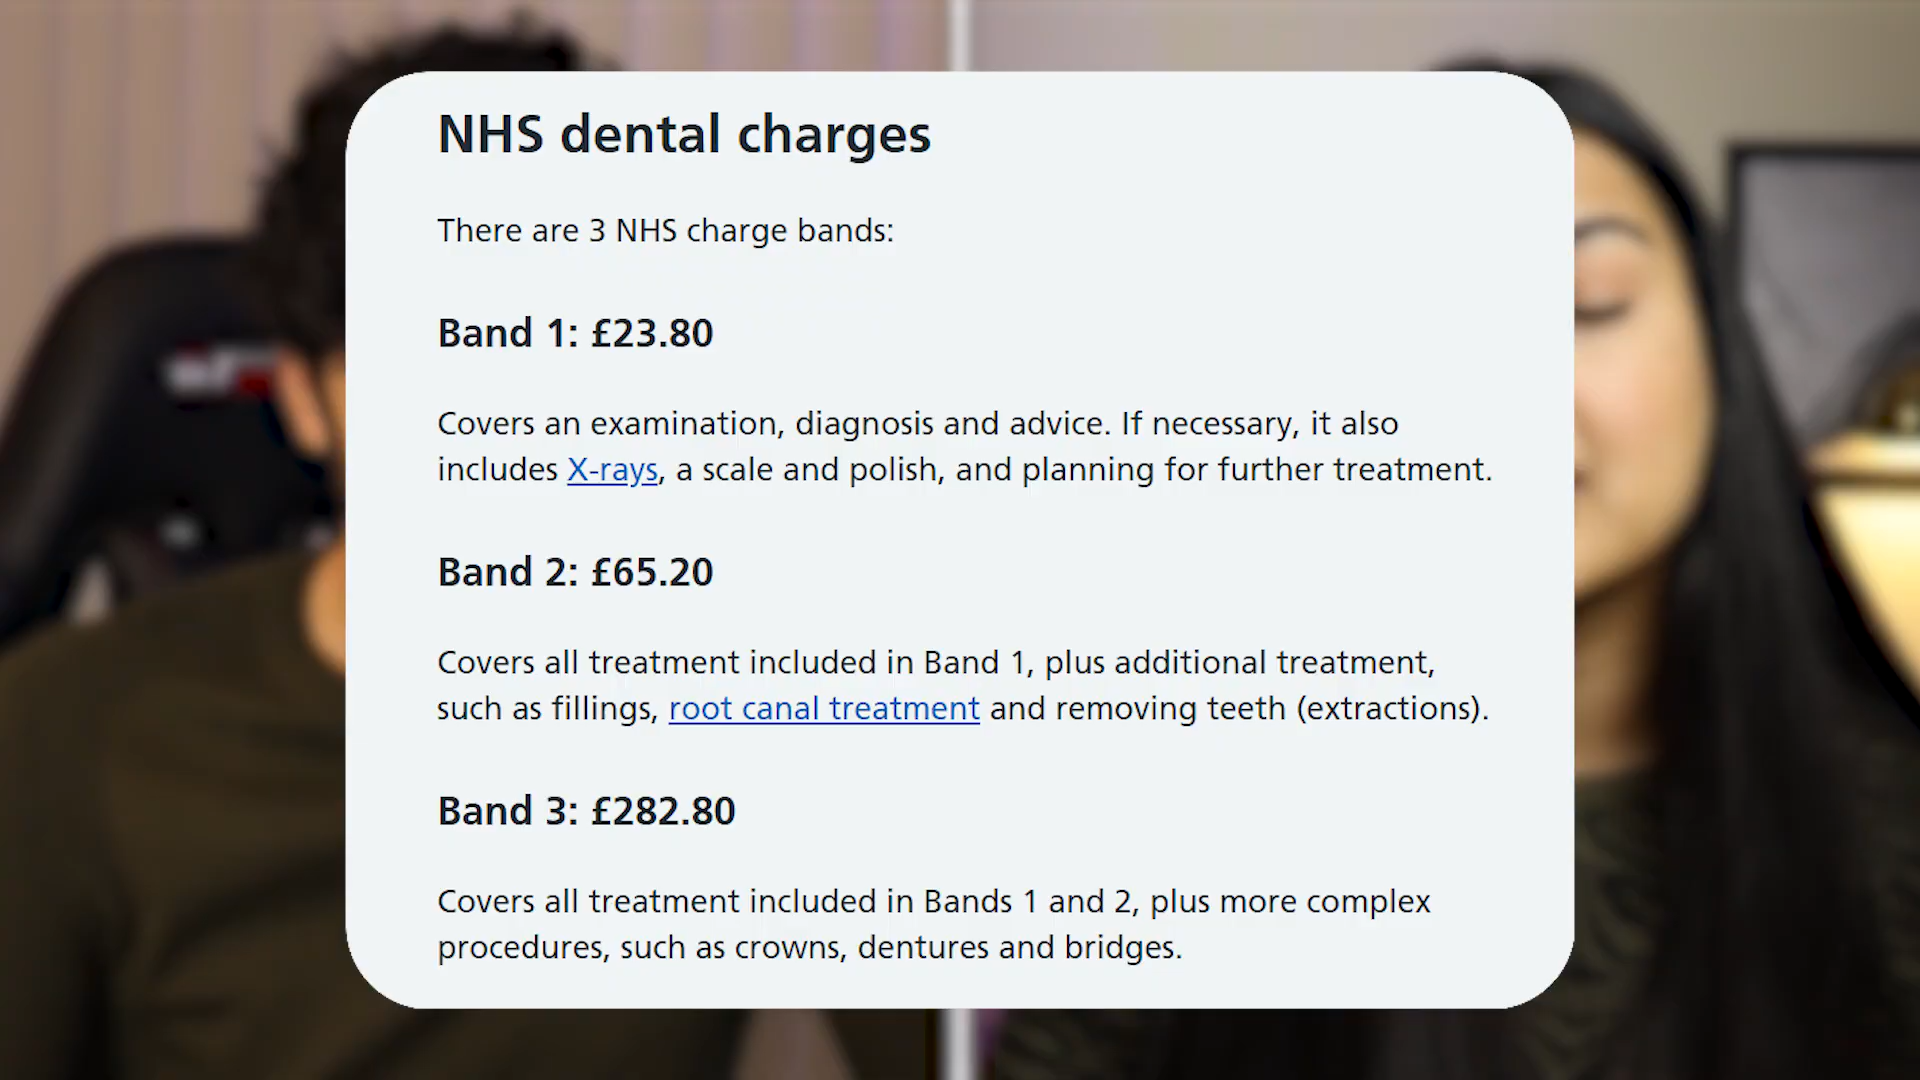 NHS dental charges
There are 3 NHS charge bands:
Band 1: £23.80
Covers an examination, diagnosis and advice. If necessary, it also
includes X-rays, a scale and polish, and planning for further treatment.
Band 2: £65.20
Covers all treatment included in Band 1, plus additional treatment,
such as fillings, root canal treatment and removing teeth (extractions).
Band 3: £282.80
Covers all treatment included in Bands 1 and 2, plus more complex
procedures, such as crowns, dentures and bridges.